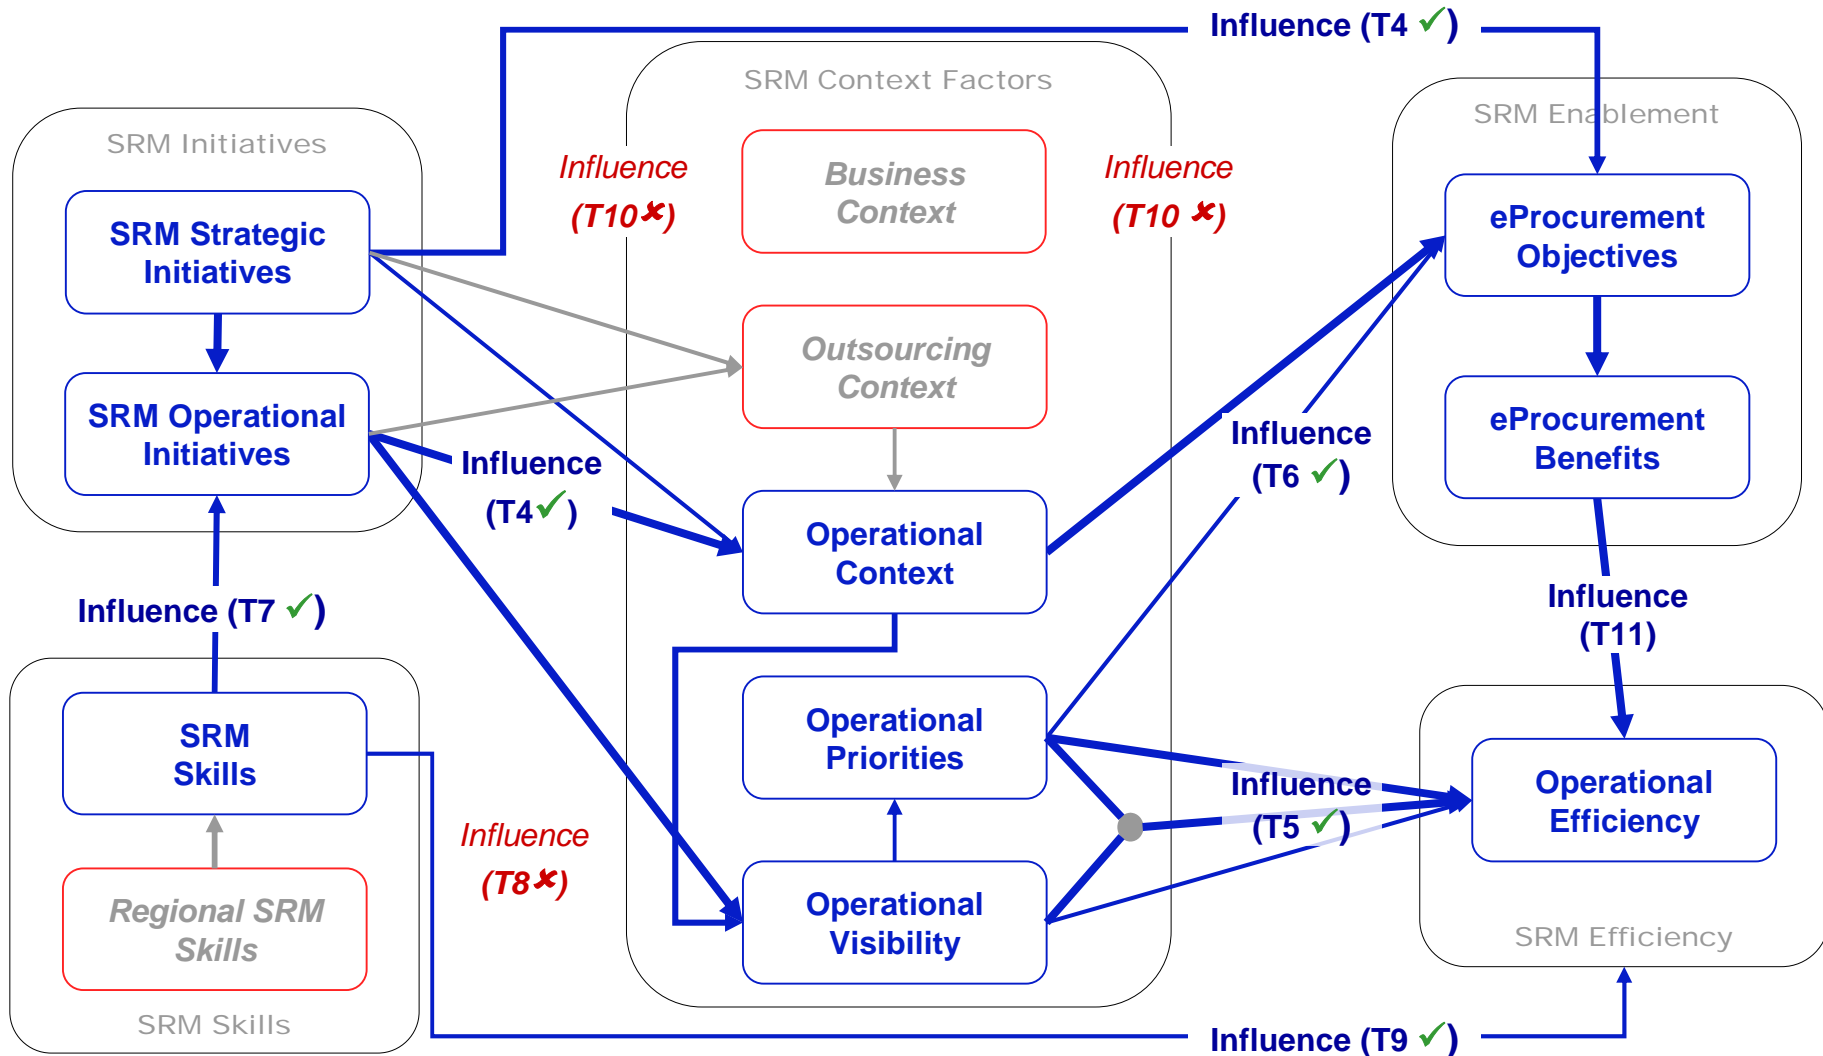 Influence (T4 ✓)
SRM Context Factors
SRM Enablement
SRM Initiatives
Influence
(T10✘)
Business
Context
Influence
(T10 ✘)
SRM Strategic
Initiatives
eProcurement
Objectives
Outsourcing
Context
SRM Operational
Initiatives
eProcurement
Benefits
Influence
(T4✓)
Influence
(T6 ✓)
Operational
Context
Influence (T7 ✓)
Influence
(T11)
SRM
Skills
Operational
Priorities
Influence
(T5 ✓)
Operational
Efficiency
Influence
(T8✘)
Regional SRM
Skills
Operational
Visibility
SRM Efficiency
SRM Skills
Influence (T9 ✓)